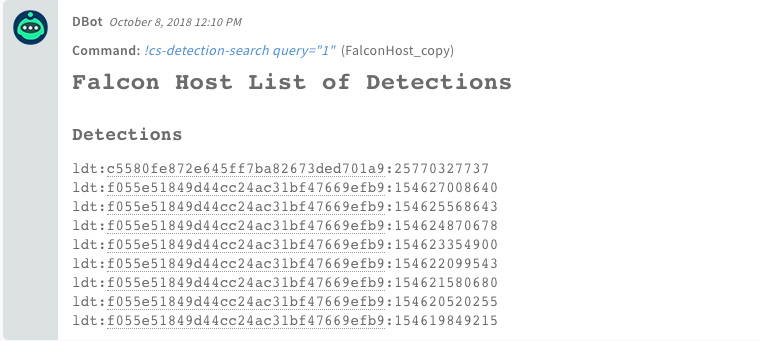 DBot October 8, 2018 12:10 PM
Command: !cs-detection-search query="1" (FalconHost_copy)
Falcon Host List of Detections
Detections
ldt:c5580fe872e645ff7ba82673ded701a9:25770327737
ldt:f055e51849d44cc24ac31bf47669efb9:154627008640
ldt:f055e51849d44cc24ac31bf47669efb9:154625568643
ldt:f055e51849d44cc24ac31bf47669efb9:154624870678
ldt:f055e51849d44cc24ac31bf47669efb9:154623354900
ldt:f055e51849d44cc24ac31bf47669efb9:154622099543
ldt:f055e51849d44cc24ac31bf47669efb9:154621580680
ldt:f055e51849d44cc24ac31bf47669efb9:154620520255
ldt:f055e51849d44cc24ac31bf47669efb9:154619849215